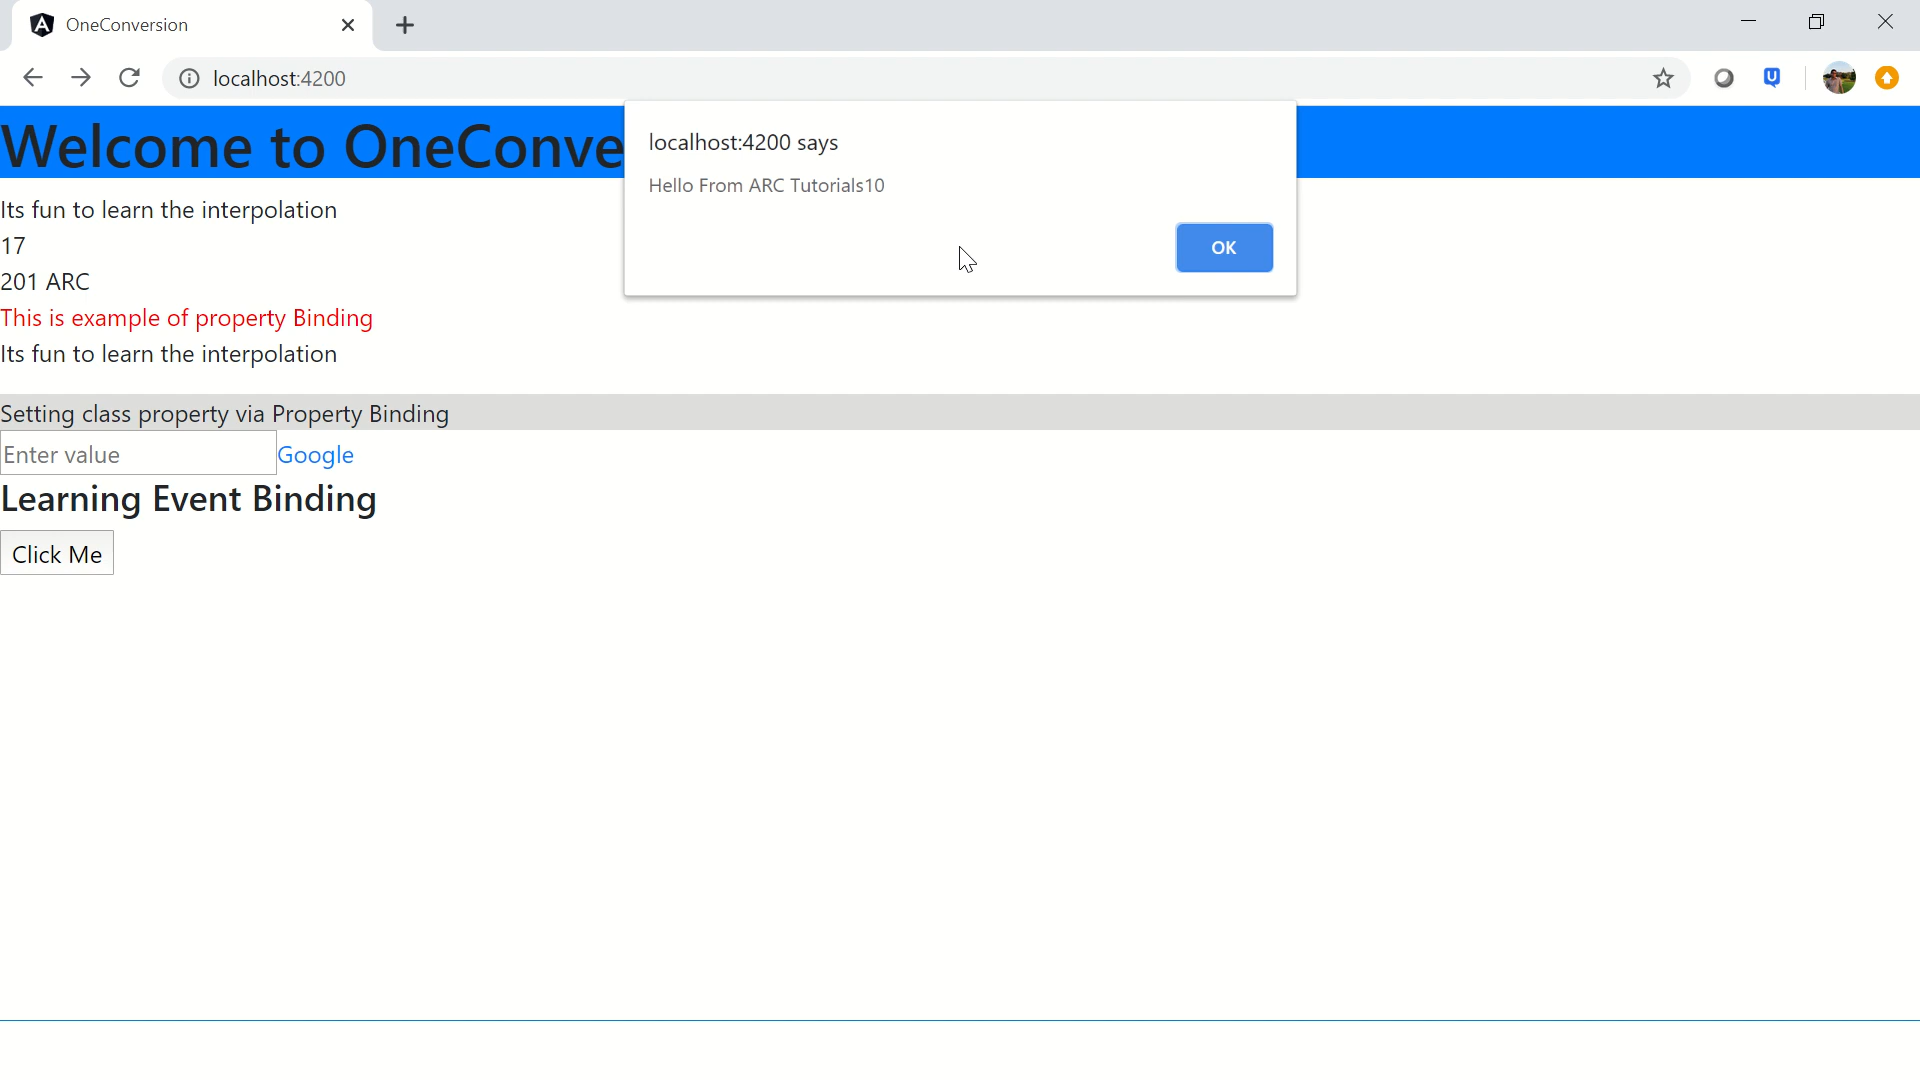 OneConversion
localhost:4200
Welcome to OneConve
localhost:4200 says
Hello From ARC Tutorials10
OK
Its fun to learn the interpolation
17
201 ARC
This is example of property Binding
Its fun to learn the interpolation
Setting class property via Property Binding
Enter value Google
Learning Event Binding
Click Me